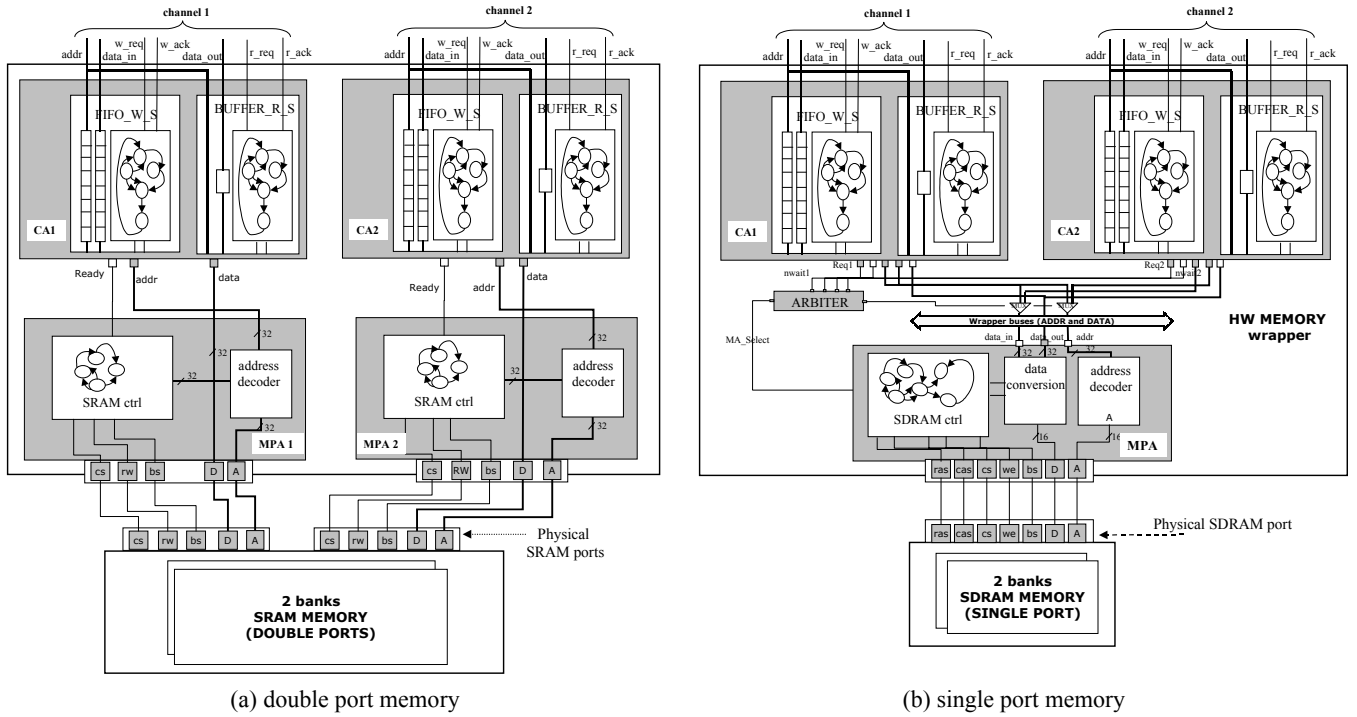 channel 1
addr
w_req
data_in
w_ack
data_out
r_req
r_ack
FIFO_W_S
BUFFER_R_S
CA1
Ready
addr
data
32
32
32
32
SRAM ctrl
address
decoder
MPA 1
cs
rw
bs
D
A
channel 2
addr
w_req
data_in
w_ack
data_out
r_req
r_ack
FIFO_W_S
BUFFER_R_S
CA2
Ready
addr
data
32
32
32
SRAM ctrl
address
decoder
MPA 2
cs
RW
bs
D
A
cs
rw
bs
D
A
cs
rw
bs
D
A
Physical
SRAM ports
2 banks
SRAM MEMORY
(DOUBLE PORTS)
(a) double port memory
channel 1
addr
w_req
data_in
w_ack
data_out
r_req
r_ack
FIFO_W_S
BUFFER_R_S
CA1
channel 2
addr
w_req
data_in
w_ack
data_out
r_req
r_ack
FIFO_W_S
BUFFER_R_S
CA2
Req1
nwait1
Req2
nwait2
ARBITER
Wrapper buses (ADDR and DATA)
HW MEMORY
wrapper
MA_Select
data_in
data_out
addr
32
32
32
SDRAM ctrl
data
conversion
address
decoder
A
16
16
MPA
ras
cas
cs
we
bs
D
A
ras
cas
cs
we
bs
D
A
Physical SDRAM port
2 banks
SDRAM MEMORY
(SINGLE PORT)
(b) single port memory